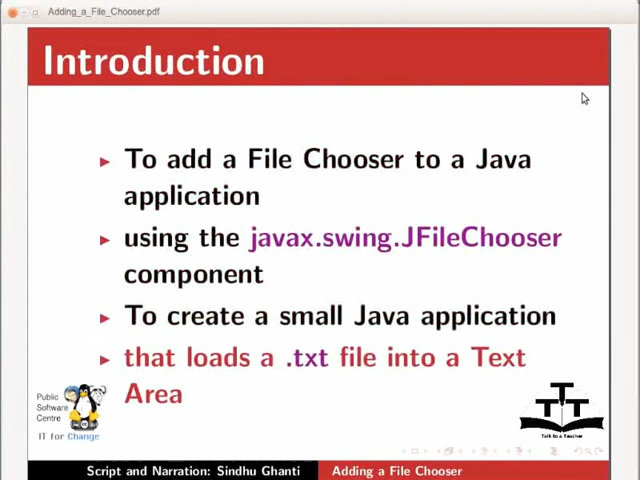 Adding_a_File_Chooser.pdf
Introduction
To add a File Chooser to a Java
application
using the javax.swing.JFileChooser
component
To create a small Java application
that loads a .txt file into a Text
Area
Public
Software
Centre
IT for Change
TTT
Talk to a Teacher
Script and Narration: Sindhu Ghanti
Adding a File Chooser